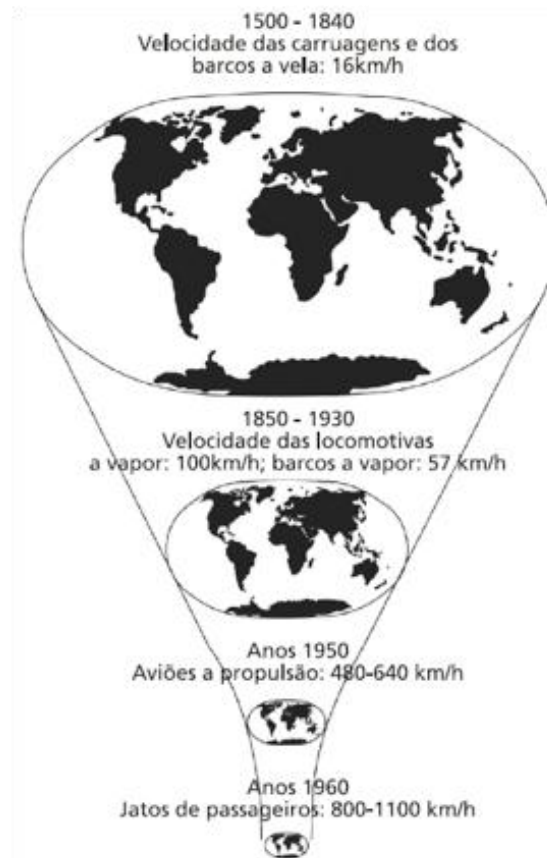 1500 - 1840
Velocidade das carruagens e dos
barcos a vela: 16km/h
1850 - 1930
Velocidade das locomotivas
a vapor: 100km/h; barcos a vapor: 57 km/h
Anos 1950
Aviões a propulsão: 480-640 km/h
Anos 1960
Jatos de passageiros: 800-1100 km/h